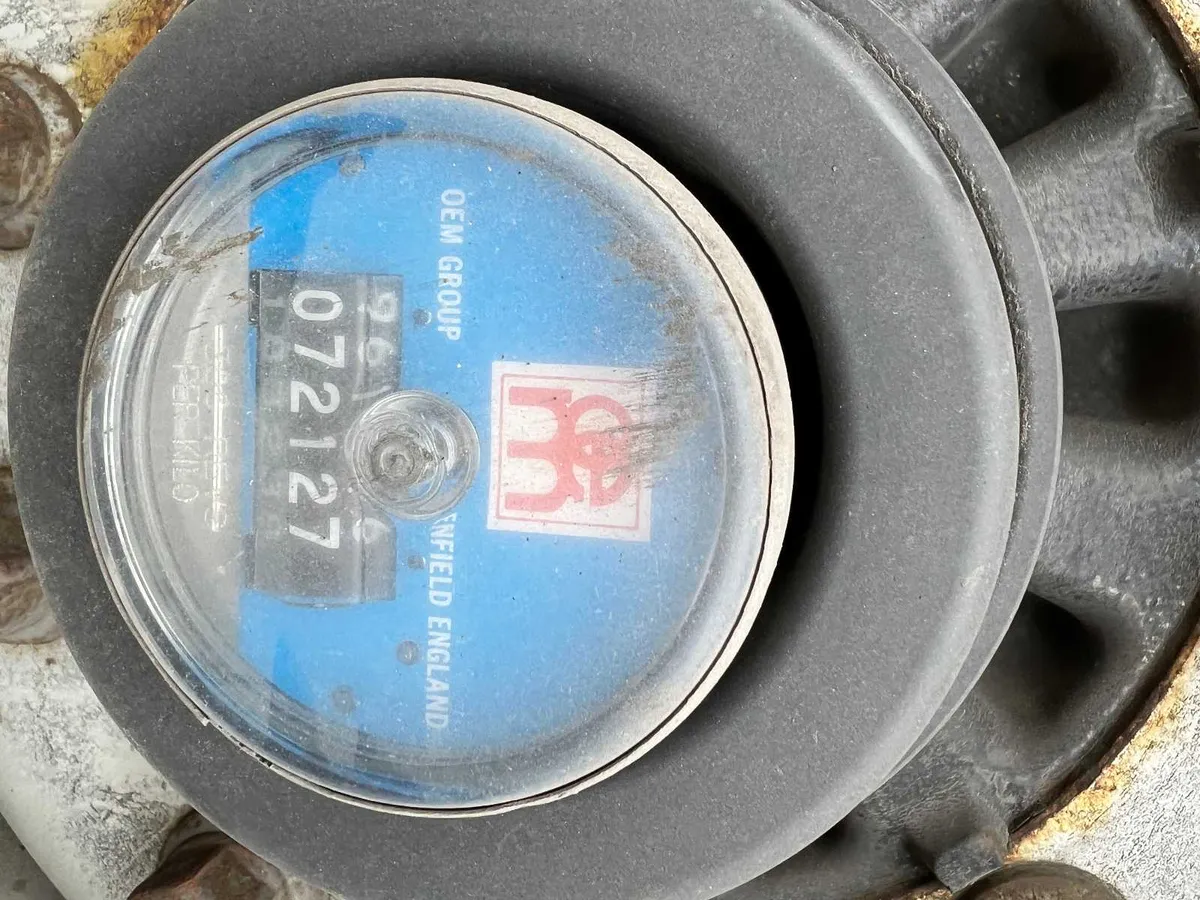 OEM GROUP ENFIELD ENGLAND
072127
PER KILO